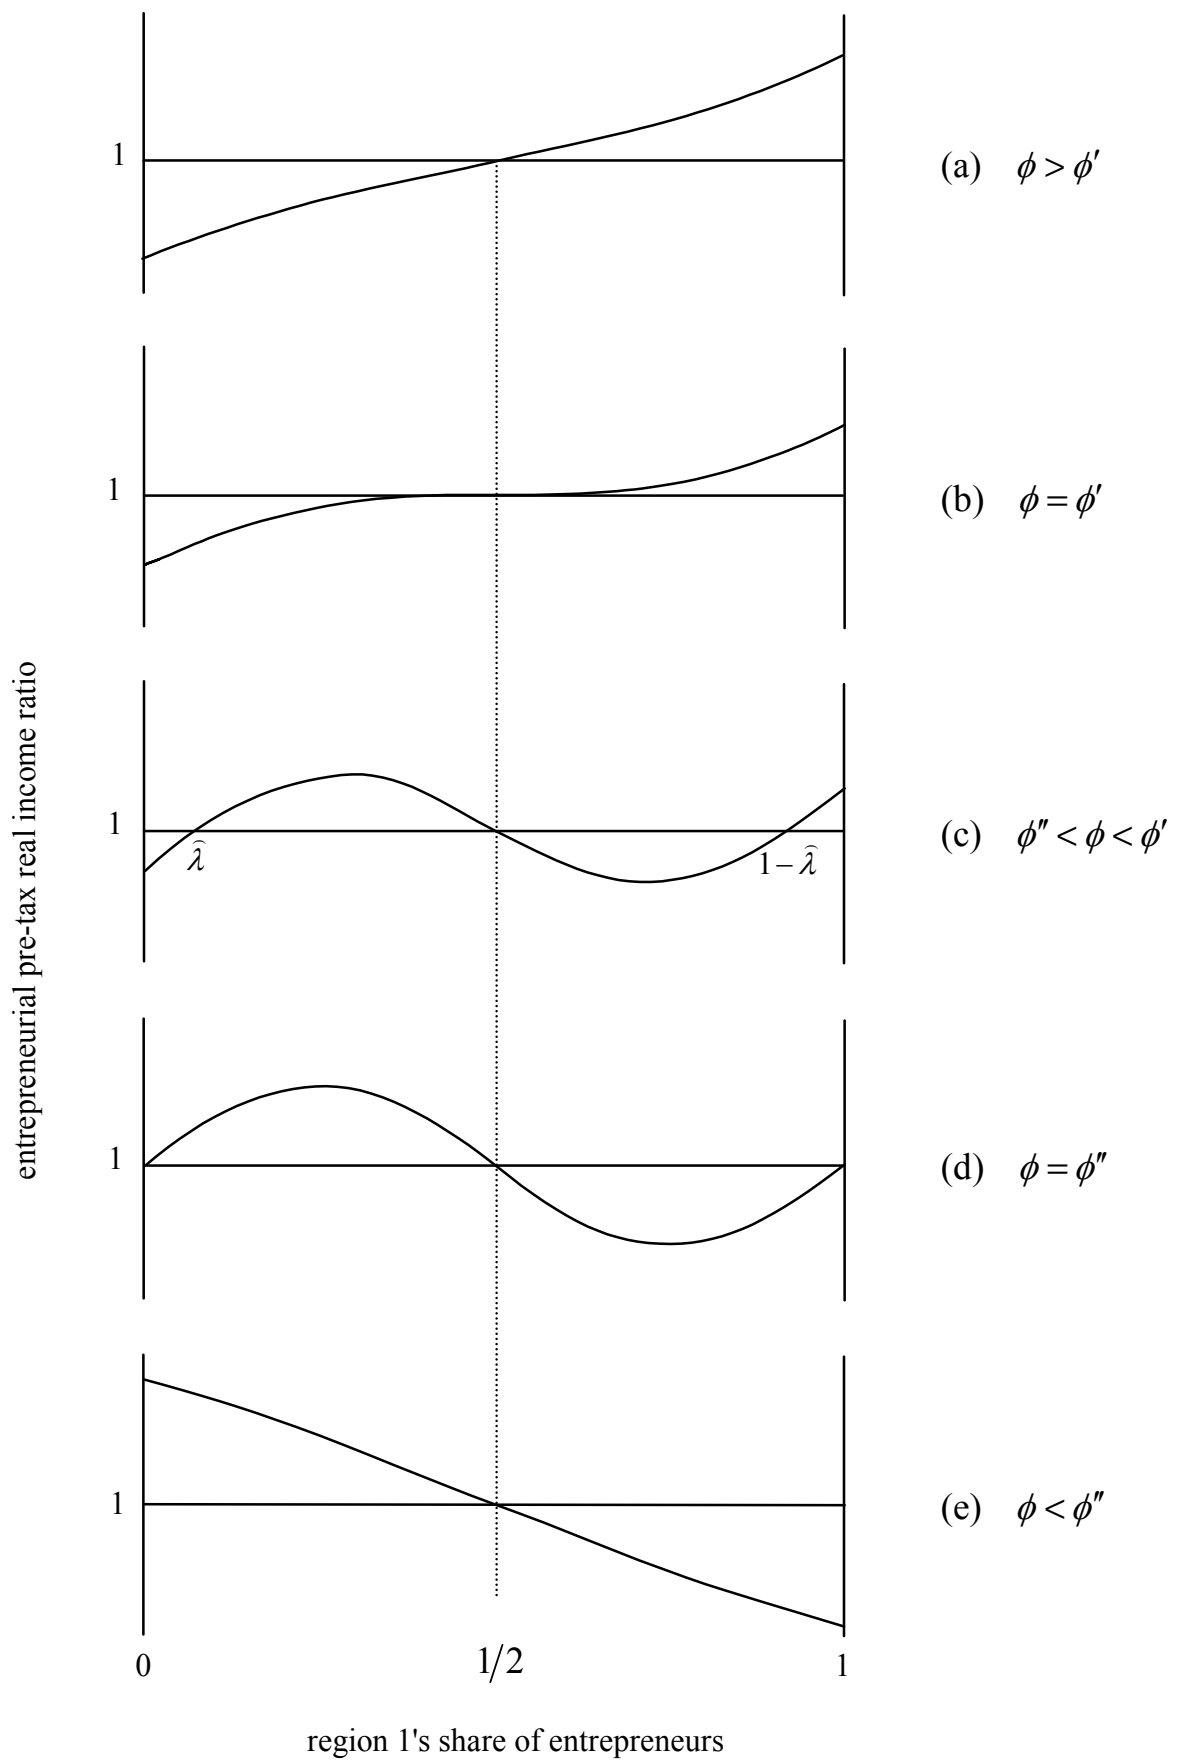 entrepreneurial pre-tax real income ratio
1
(a) ϕ > ϕ′
1
(b) ϕ = ϕ′
1
λ̂
1 − λ̂
(c) ϕ″ < ϕ < ϕ′
1
(d) ϕ = ϕ″
1
(e) ϕ < ϕ″
0
1/2
1
region 1's share of entrepreneurs